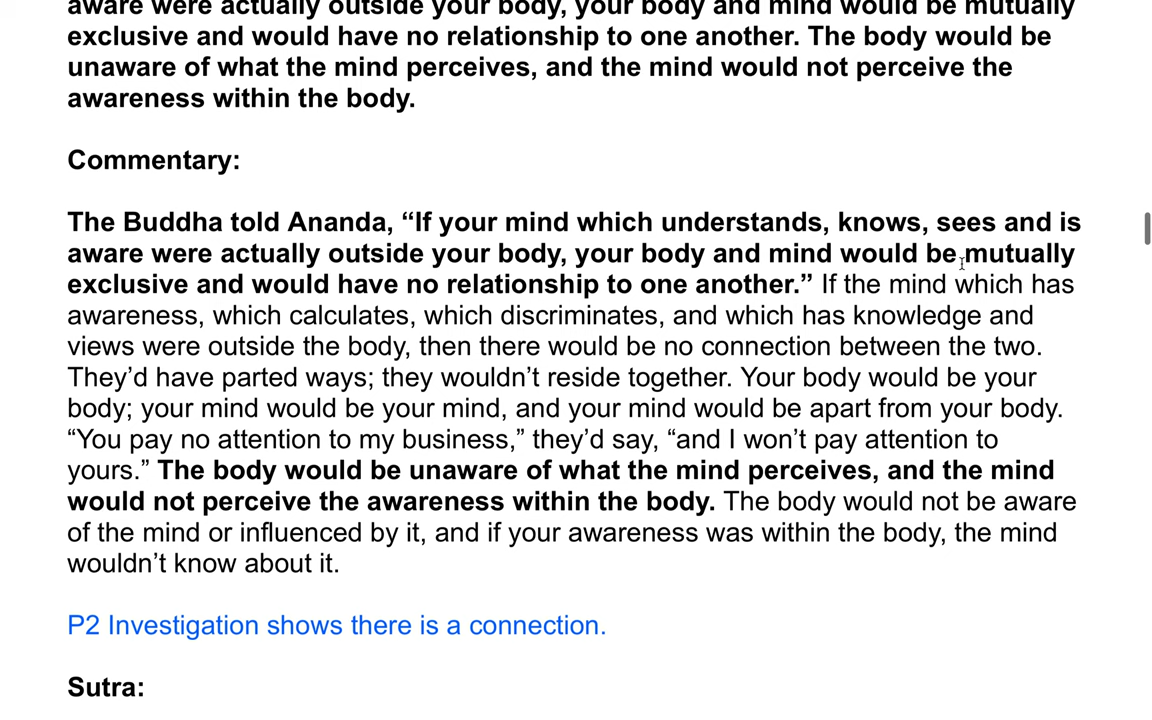 aware were actually outside your body, your body and mind would be mutually
exclusive and would have no relationship to one another. The body would be
unaware of what the mind perceives, and the mind would not perceive the
awareness within the body.
Commentary:
The Buddha told Ananda, “If your mind which understands, knows, sees and is
aware were actually outside your body, your body and mind would be mutually
exclusive and would have no relationship to one another.” If the mind which has
awareness, which calculates, which discriminates, and which has knowledge and
views were outside the body, then there would be no connection between the two.
They’d have parted ways; they wouldn’t reside together. Your body would be your
body; your mind would be your mind, and your mind would be apart from your body.
“You pay no attention to my business,” they’d say, “and I won’t pay attention to
yours.” The body would be unaware of what the mind perceives, and the mind
would not perceive the awareness within the body. The body would not be aware
of the mind or influenced by it, and if your awareness was within the body, the mind
wouldn’t know about it.
P2 Investigation shows there is a connection.
Sutra: